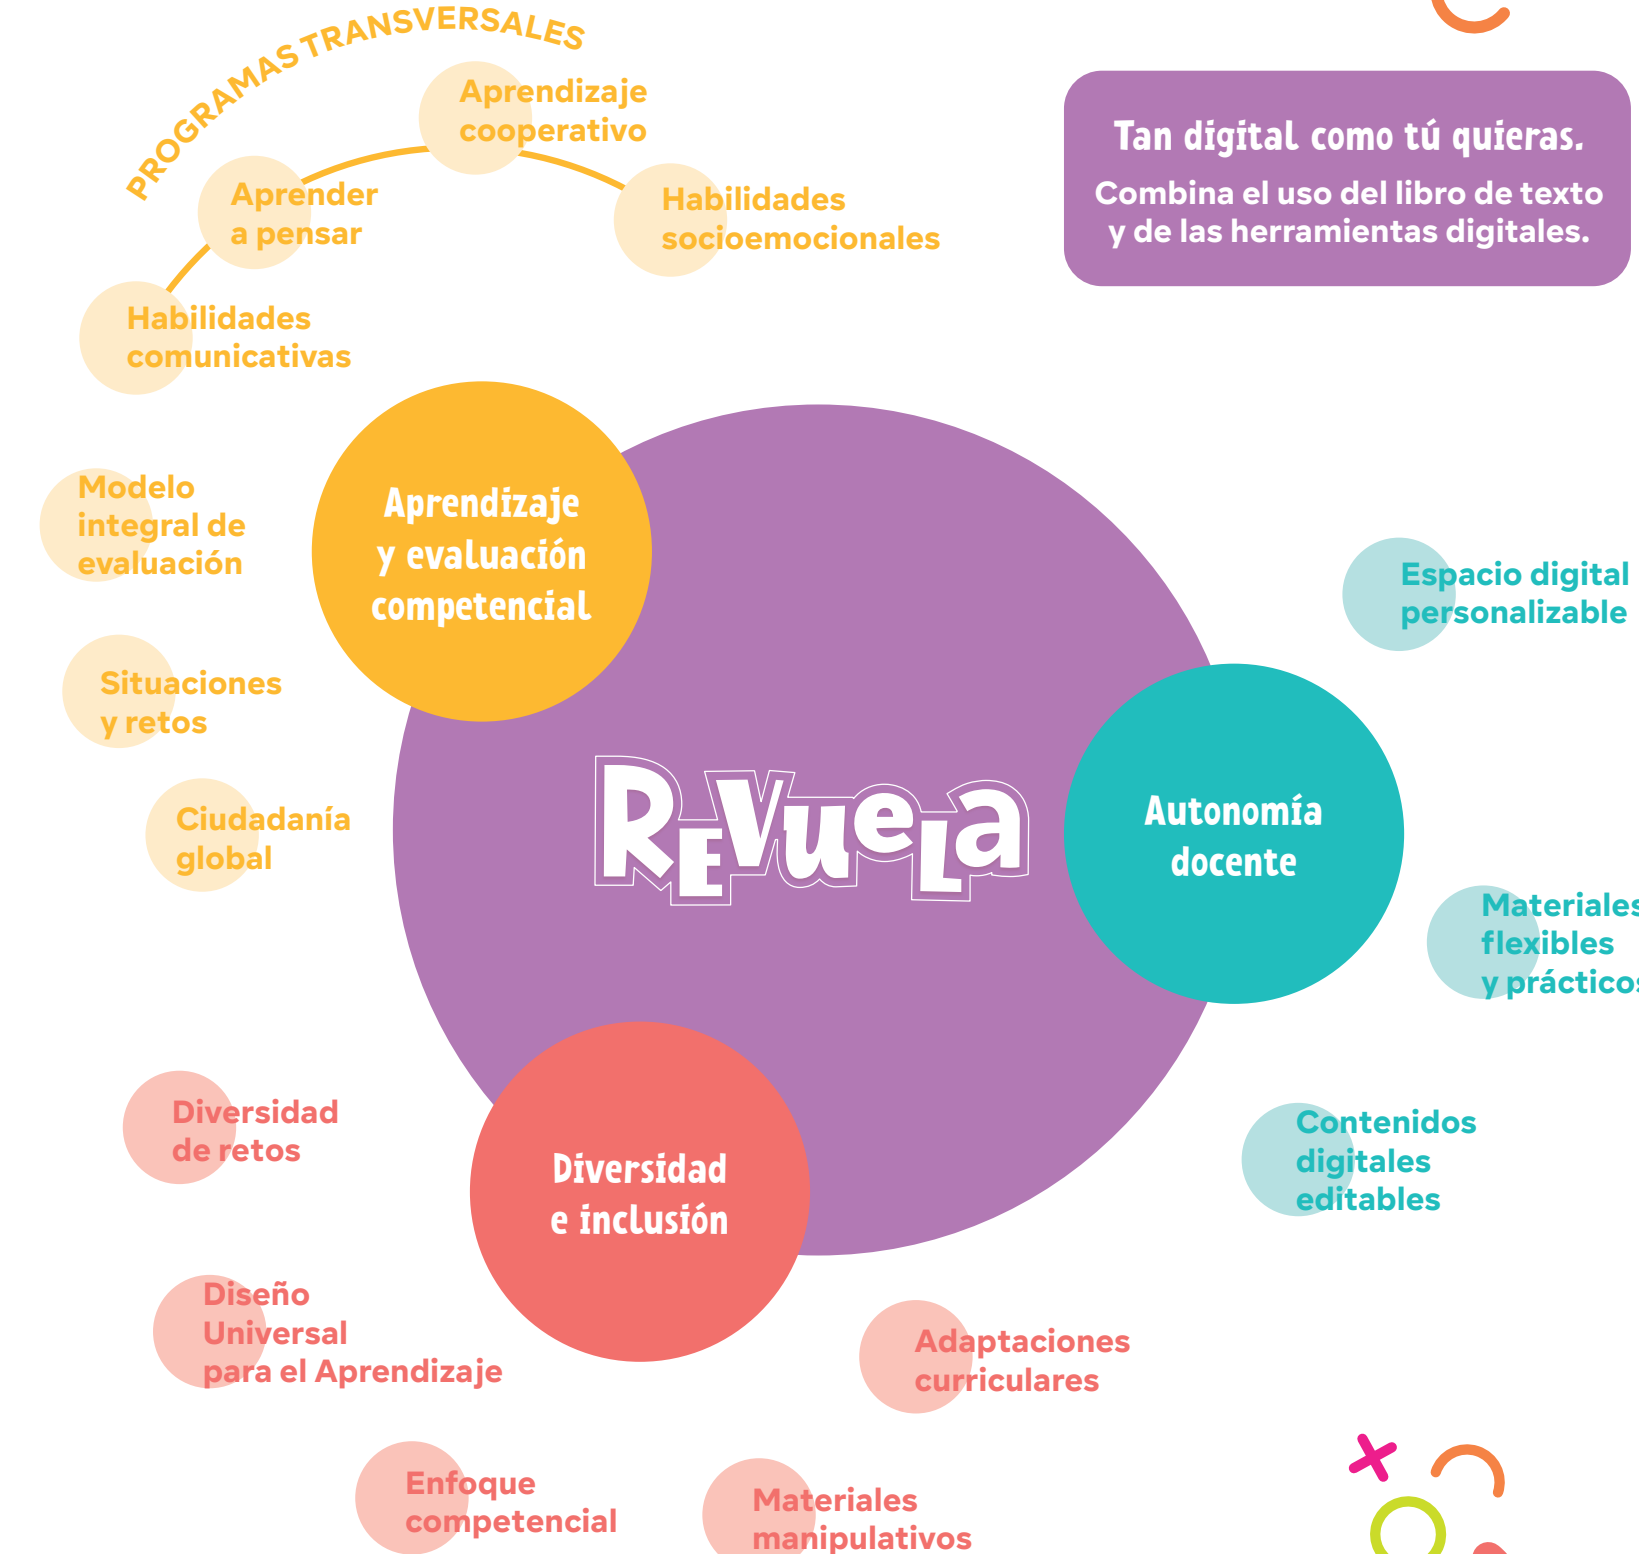 PROGRAMAS TRANSVERSALES
Aprendizaje
cooperativo
Aprender
a pensar
Habilidades
socioemocionales
Habilidades
comunicativas
Tan digital como tú quieras.
Combina el uso del libro de texto
y de las herramientas digitales.
Modelo
integral de
evaluación
Situaciones
y retos
Ciudadanía
global
Aprendizaje
y evaluación
competencial
REVUELA
Autonomía
docente
Espacio digital
personalizable
Materiales
flexibles
y prácticos
Contenidos
digitales
editables
Diversidad
e inclusión
Diversidad
de retos
Diseño
Universal
para el Aprendizaje
Enfoque
competencial
Materiales
manipulativos
Adaptaciones
curriculares